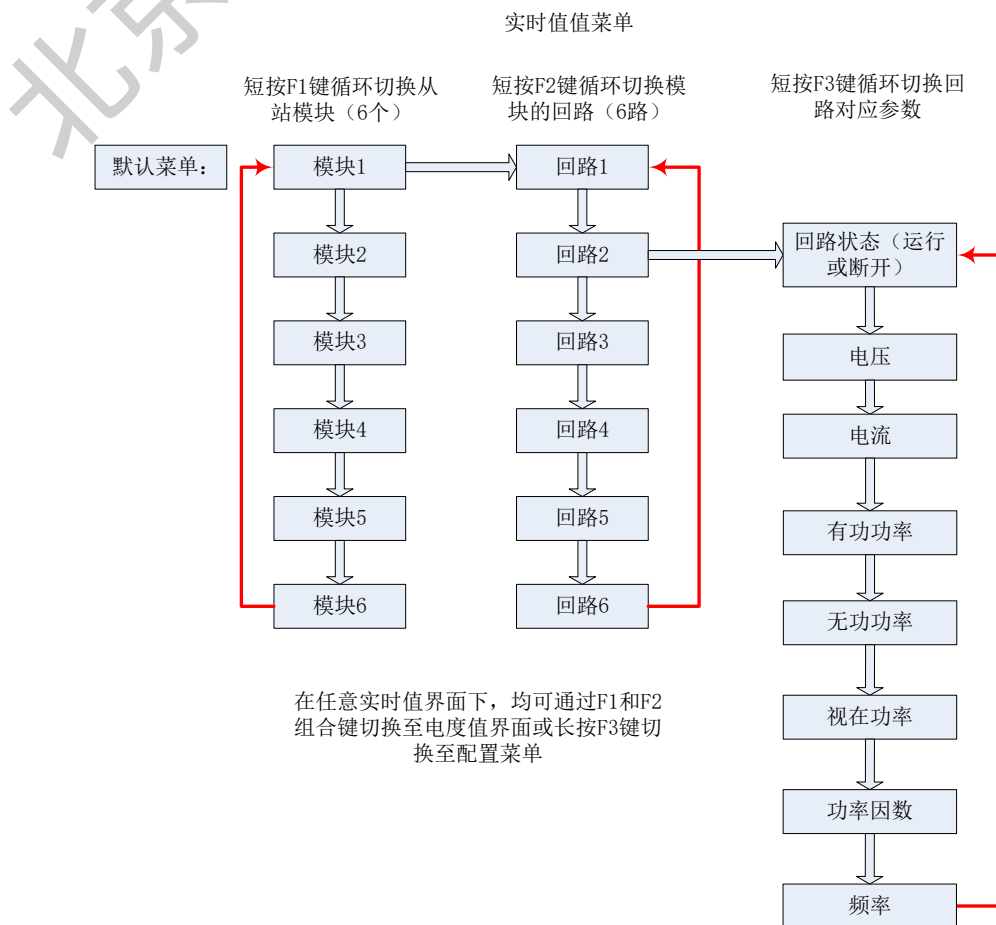 北京
实时值值菜单
短按F1键循环切换从
站模块（6个）
短按F2键循环切换模
块的回路（6路）
短按F3键循环切换回
路对应参数
默认菜单：
模块1
模块2
模块3
模块4
模块5
模块6
回路1
回路2
回路3
回路4
回路5
回路6
回路状态（运行
或断开）
电压
电流
有功功率
无功功率
视在功率
功率因数
频率
在任意实时值界面下，均可通过F1和F2
组合键切换至电度值界面或长按F3键切
换至配置菜单